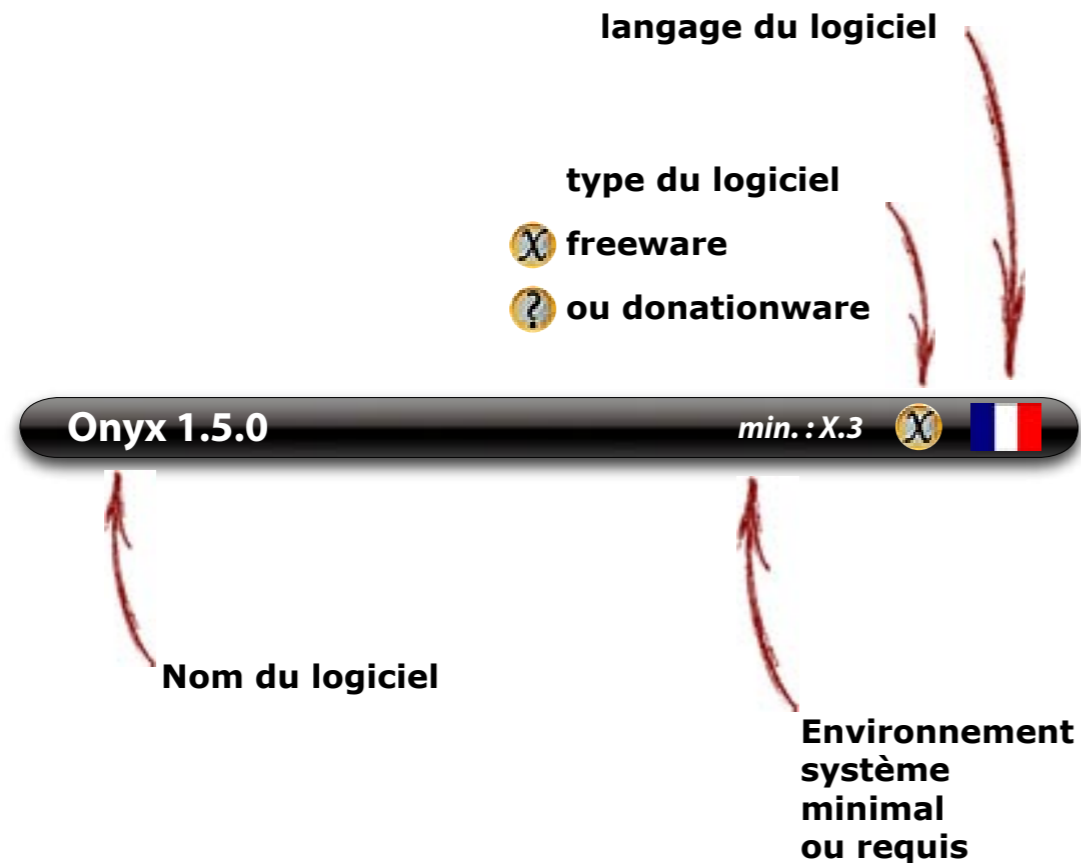 langage du logiciel
type du logiciel
X freeware
? ou donationware
Onyx 1.5.0 min. : X.3 X
Nom du logiciel
Environnement
système
minimal
ou requis